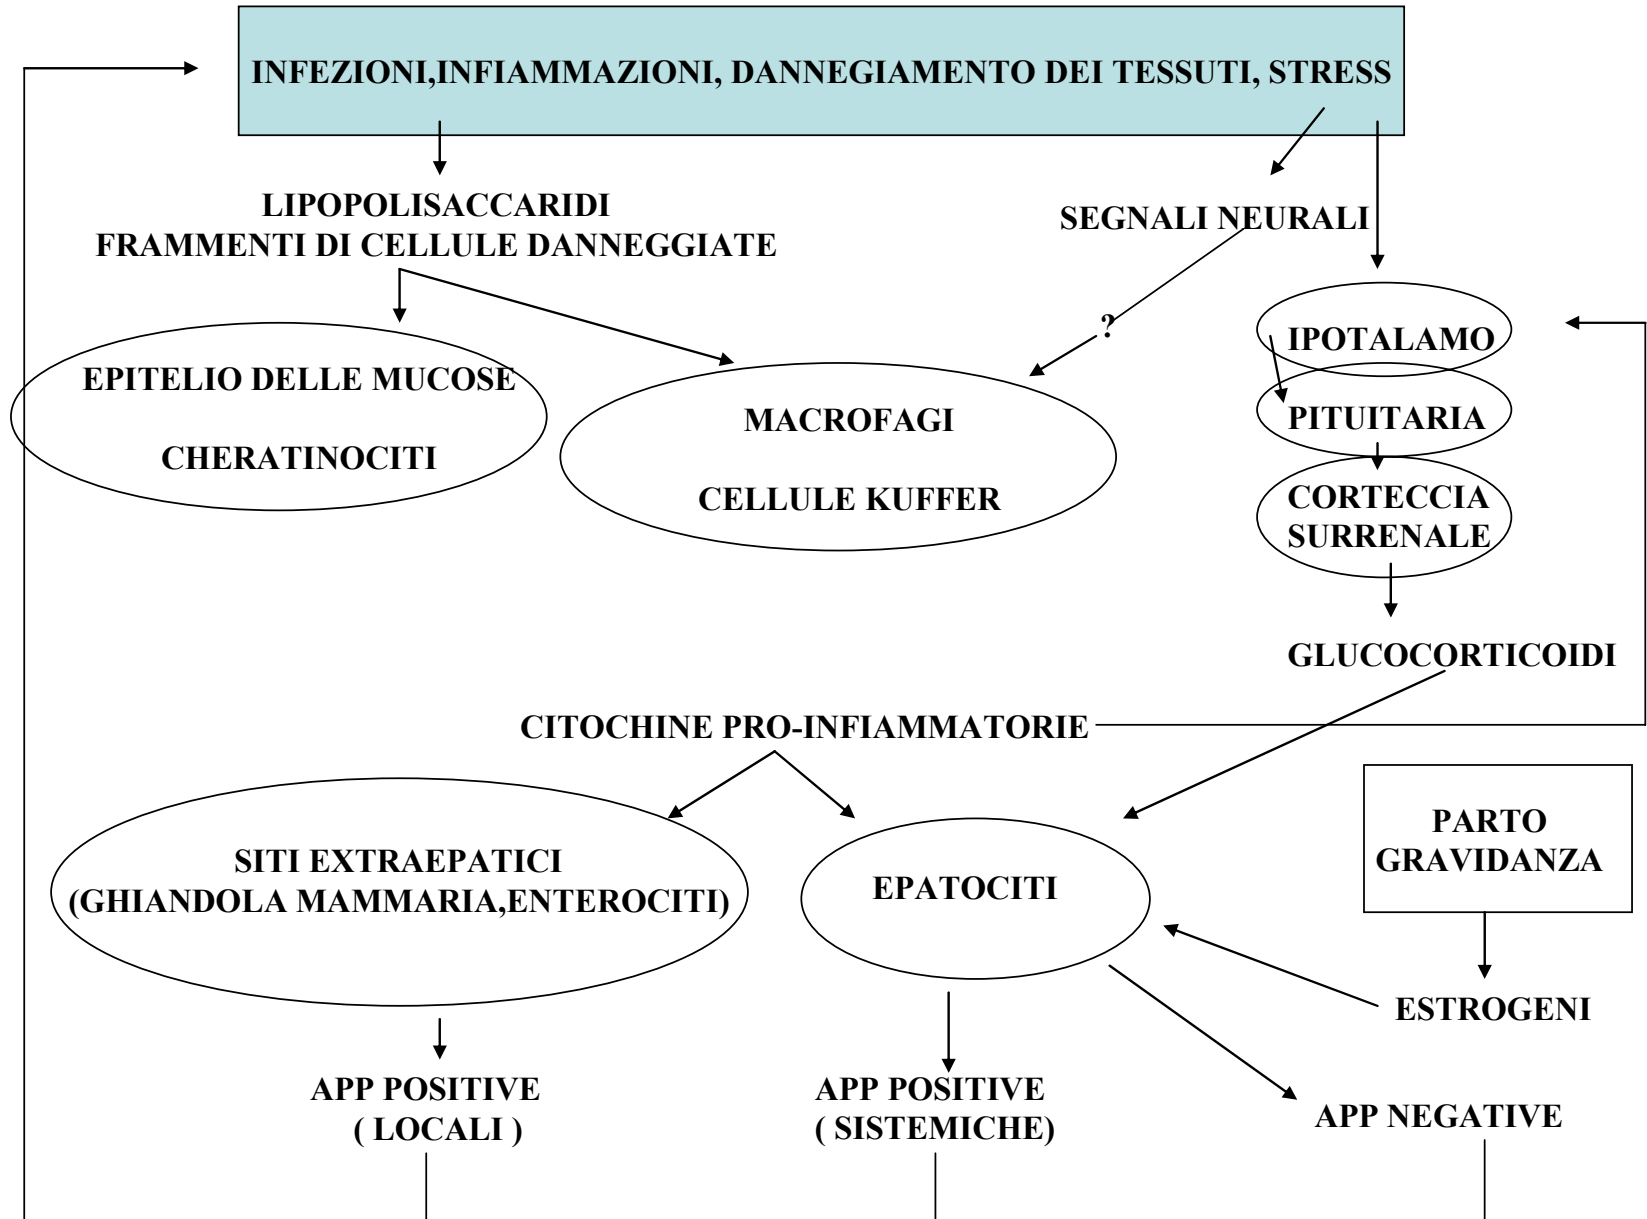 INFEZIONI,INFIAMMAZIONI, DANNEGIAMENTO DEI TESSUTI, STRESS
LIPOPOLISACCARIDI
FRAMMENTI DI CELLULE DANNEGGIATE
SEGNALI NEURALI
?
IPOTALAMO
EPITELIO DELLE MUCOSE
CHERATINOCITI
MACROFAGI
CELLULE KUFFER
PITUITARIA
CORTECCIA
SURRENALE
GLUCOCORTICOIDI
CITOCHINE PRO-INFIAMMATORIE
SITI EXTRAEPATICI
(GHIANDOLA MAMMARIA,ENTEROCITI)
EPATOCITI
PARTO
GRAVIDANZA
ESTROGENI
APP POSITIVE
( LOCALI )
APP POSITIVE
( SISTEMICHE)
APP NEGATIVE